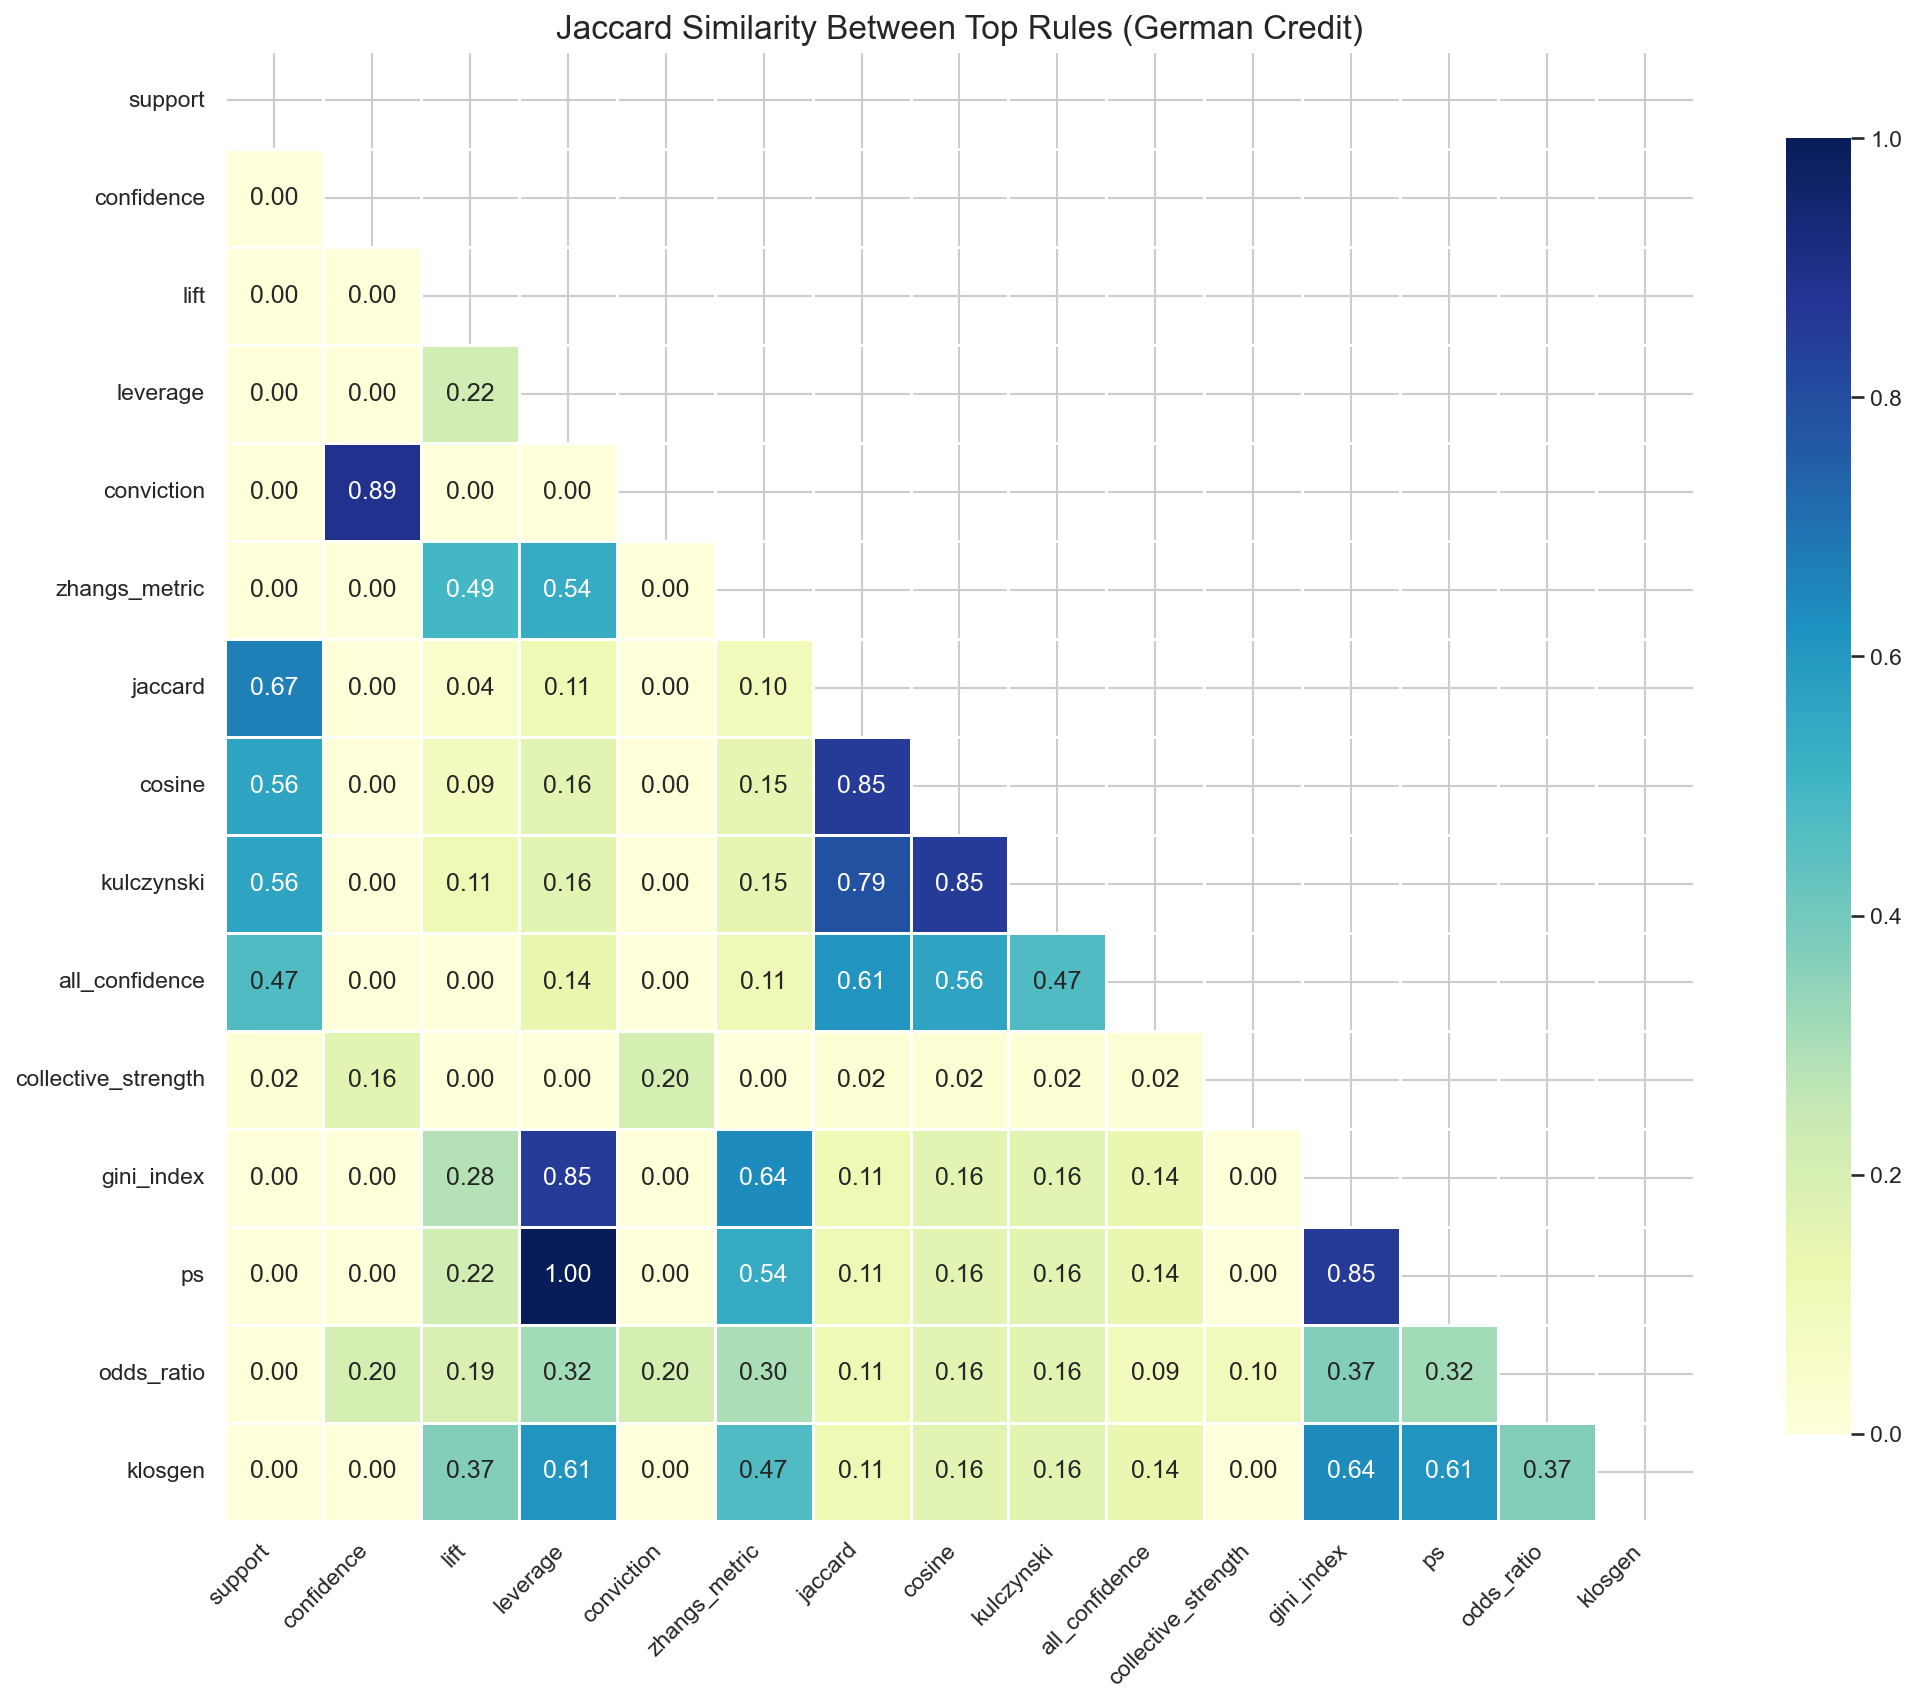 Jaccard Similarity Between Top Rules (German Credit)
support
confidence 0.00
lift 0.00 0.00
leverage 0.00 0.00 0.22
conviction 0.00 0.89 0.00 0.00
zhangs_metric 0.00 0.00 0.49 0.54 0.00
jaccard 0.67 0.00 0.04 0.11 0.00 0.10
cosine 0.56 0.00 0.09 0.16 0.00 0.15 0.85
kulczynski 0.56 0.00 0.11 0.16 0.00 0.15 0.79 0.85
all_confidence 0.47 0.00 0.00 0.14 0.00 0.11 0.61 0.56 0.47
collective_strength 0.02 0.16 0.00 0.00 0.20 0.00 0.02 0.02 0.02 0.02
gini_index 0.00 0.00 0.28 0.85 0.00 0.64 0.11 0.16 0.16 0.14 0.00
ps 0.00 0.00 0.22 1.00 0.00 0.54 0.11 0.16 0.16 0.14 0.00 0.85
odds_ratio 0.00 0.20 0.19 0.32 0.20 0.30 0.11 0.16 0.16 0.09 0.10 0.37 0.32
klosgen 0.00 0.00 0.37 0.61 0.00 0.47 0.11 0.16 0.16 0.14 0.00 0.64 0.61 0.37
support confidence lift leverage conviction zhangs_metric jaccard cosine kulczynski all_confidence collective_strength gini_index ps odds_ratio klosgen
1.0
0.8
0.6
0.4
0.2
0.0